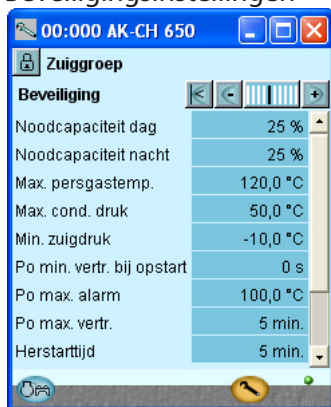 00:000 AK-CH 650
Zuiggroep
Beveiliging
Noodcapaciteit dag 25 %
Noodcapaciteit nacht 25 %
Max. persgastemp. 120,0 °C
Max. cond. druk 50,0 °C
Min. zuigdruk -10,0 °C
Po min. vertr. bij opstart 0 s
Po max. alarm 100,0 °C
Po max. vertr. 5 min.
Herstarttijd 5 min.